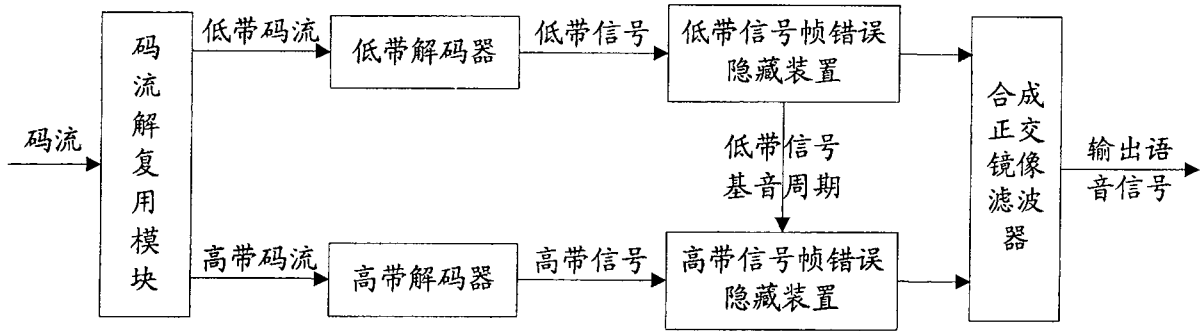 码流
码
流
解
复
用
模
块
低带码流
低带解码器
低带信号
低带信号帧错误
隐藏装置
低带信号
基音周期
高带码流
高带解码器
高带信号
高带信号帧错误
隐藏装置
合成
正交
镜像
滤波
器
输出语
音信号